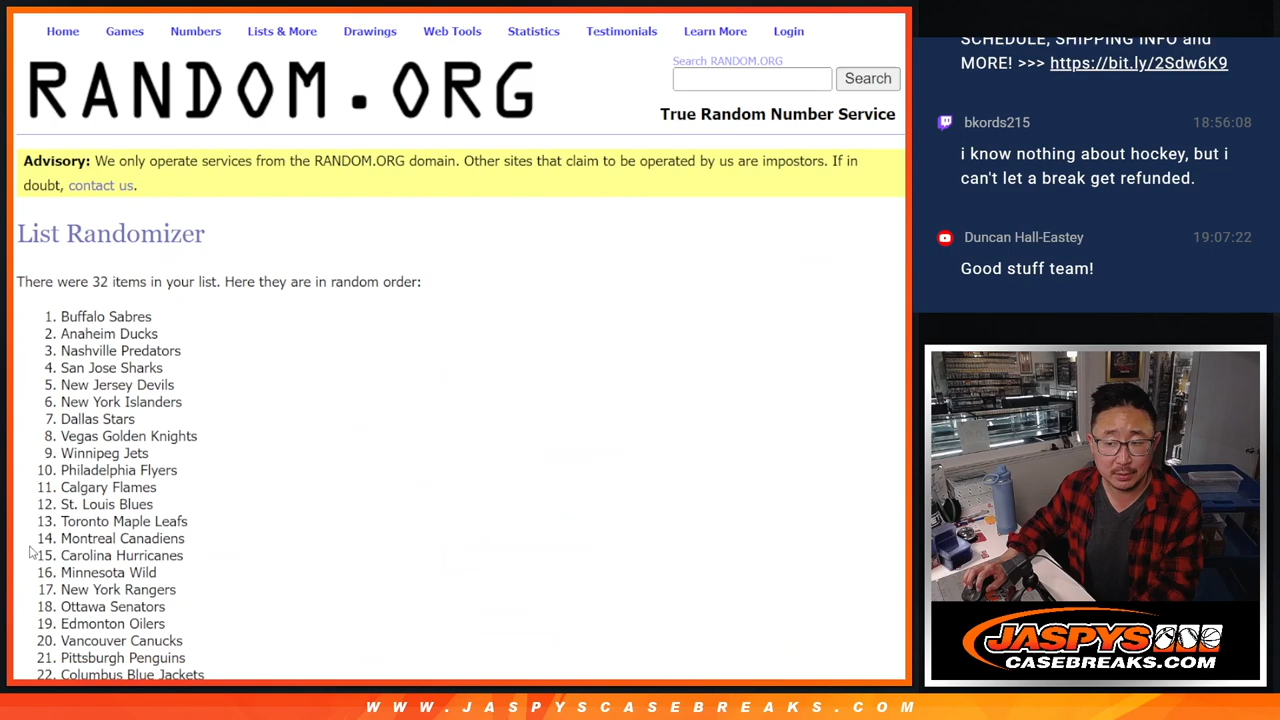 Home Games Numbers Lists & More Drawings Web Tools Statistics Testimonials Learn More Login
RANDOM.ORG
Search RANDOM.ORG
Search
True Random Number Service
Advisory: We only operate services from the RANDOM.ORG domain. Other sites that claim to be operated by us are impostors. If in
doubt, contact us.
List Randomizer
There were 32 items in your list. Here they are in random order:
1. Buffalo Sabres
2. Anaheim Ducks
3. Nashville Predators
4. San Jose Sharks
5. New Jersey Devils
6. New York Islanders
7. Dallas Stars
8. Vegas Golden Knights
9. Winnipeg Jets
10. Philadelphia Flyers
11. Calgary Flames
12. St. Louis Blues
13. Toronto Maple Leafs
14. Montreal Canadiens
15. Carolina Hurricanes
16. Minnesota Wild
17. New York Rangers
18. Ottawa Senators
19. Edmonton Oilers
20. Vancouver Canucks
21. Pittsburgh Penguins
22. Columbus Blue Jackets
SCHEDULE, SHIPPING INFO and
MORE! >>> https://bit.ly/2Sdw6K9
bkords215 18:56:08
i know nothing about hockey, but i
can't let a break get refunded.
Duncan Hall-Eastey 19:07:22
Good stuff team!
JASPYS
CASEBREAKS.COM
WWW.JASPYSCASEBREAKS.COM